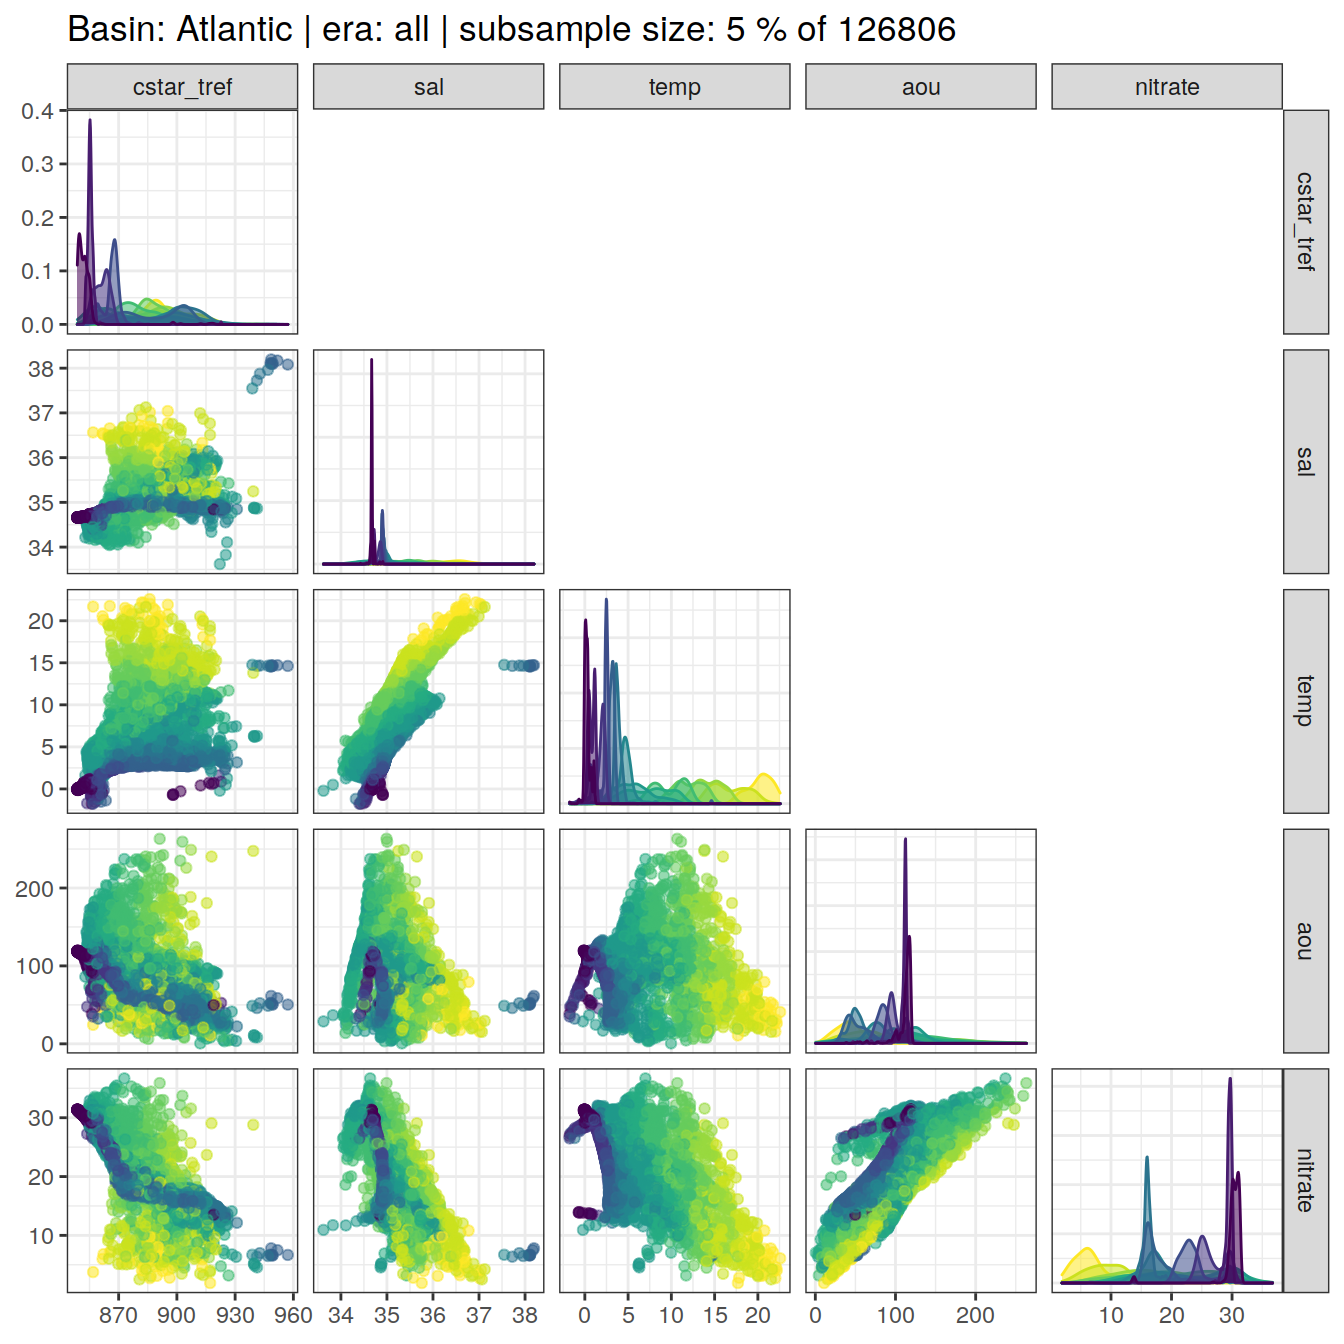 Basin: Atlantic | era: all | subsample size: 5 % of 126806
cstar_tref
sal
temp
aou
nitrate
0.4
0.3
0.2
0.1
0.0
cstar_tref
38
37
36
35
34
sal
20
15
10
5
0
temp
200
100
0
aou
30
20
10
nitrate
870 900 930 960
34 35 36 37 38
0 5 10 15 20
0 100 200
10 20 30